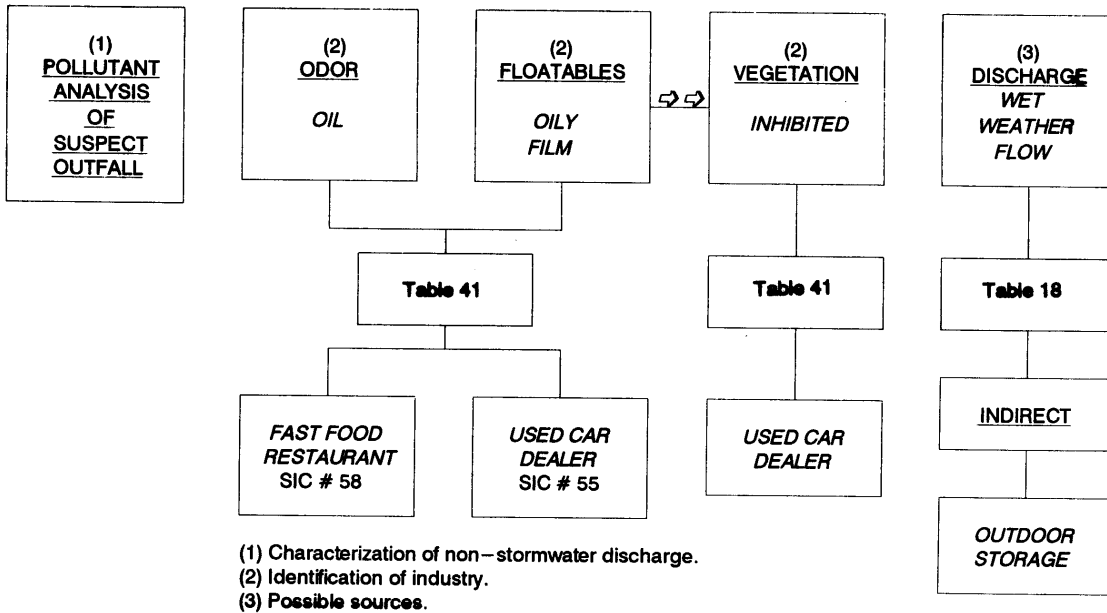 (1)
POLLUTANT
ANALYSIS
OF
SUSPECT
OUTFALL
(2)
ODOR
OIL
(2)
FLOATABLES
OILY
FILM
(2)
VEGETATION
INHIBITED
(3)
DISCHARGE
WET
WEATHER
FLOW
Table 41
Table 41
Table 18
FAST FOOD
RESTAURANT
SIC # 58
USED CAR
DEALER
SIC # 55
USED CAR
DEALER
INDIRECT
OUTDOOR
STORAGE
(1) Characterization of non-stormwater discharge.
(2) Identification of industry.
(3) Possible sources.